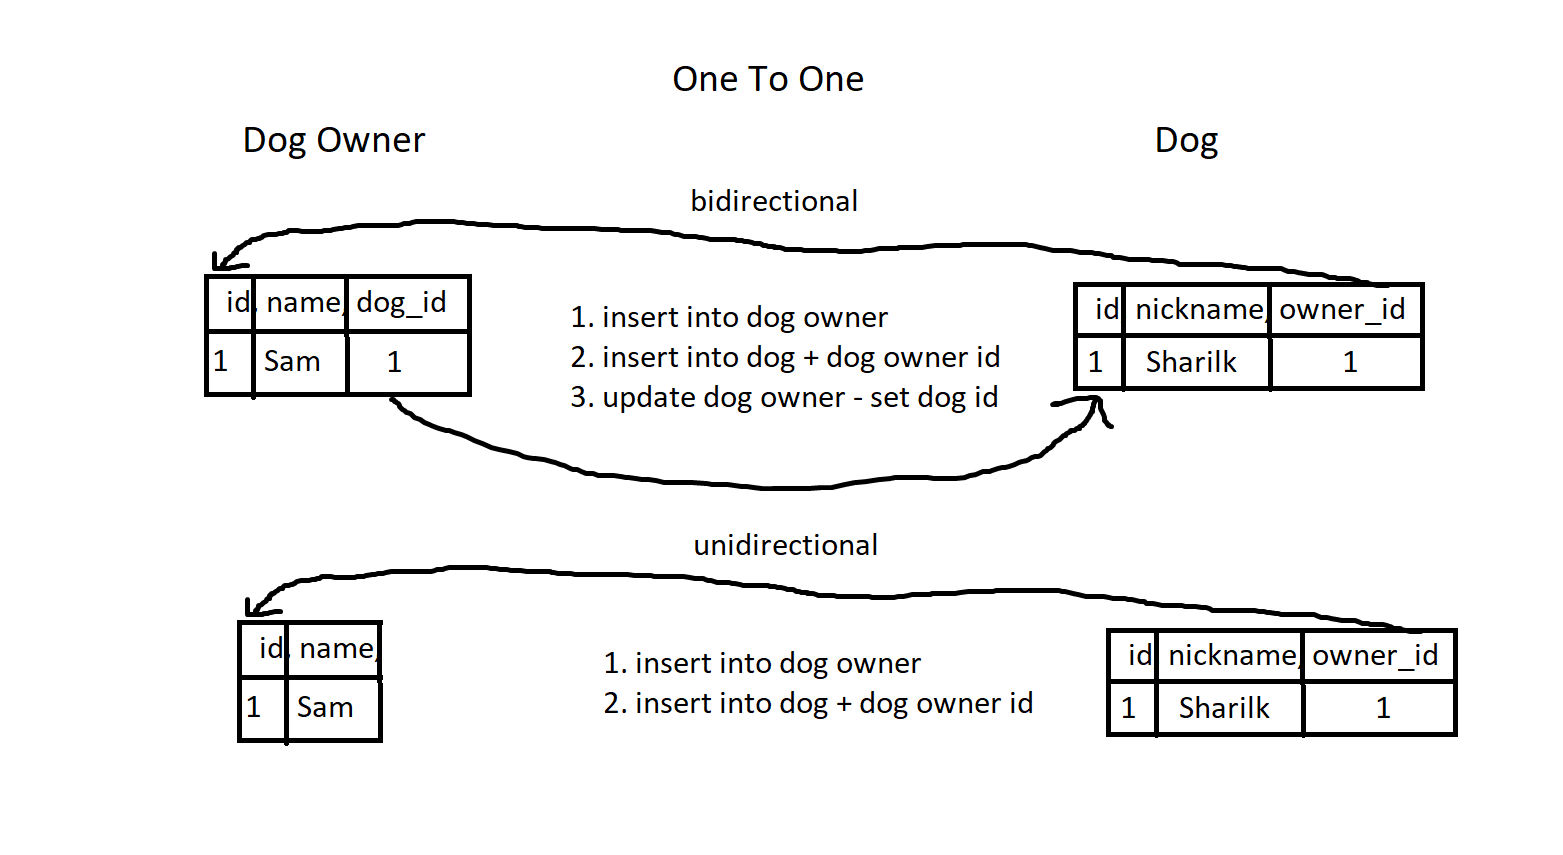 One To One
Dog Owner
Dog
bidirectional
id, name, dog_id
1 Sam 1
1. insert into dog owner
2. insert into dog + dog owner id
3. update dog owner - set dog id
id nickname, owner_id
1 Sharilk 1
unidirectional
id, name,
1 Sam
1. insert into dog owner
2. insert into dog + dog owner id
id nickname, owner_id
1 Sharilk 1